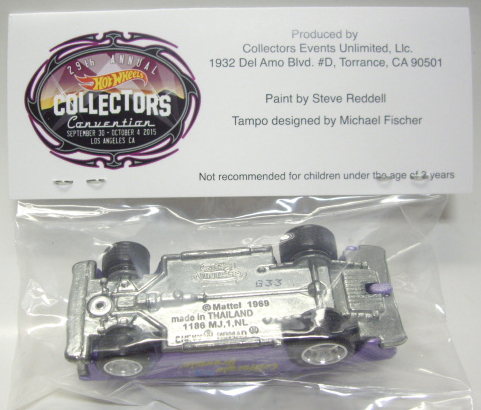 29th ANNUAL
Hot Wheels
COLLECTORS
Convention
SEPTEMBER 30 - OCTOBER 4 2015
LOS ANGELES CA
Produced by
Collectors Events Unlimited, Llc.
1932 Del Amo Blvd. #D, Torrance, CA 90501
Paint by Steve Reddell
Tampo designed by Michael Fischer
Not recommended for children under the age of 3 years
G33
© Mattel 1969
made in THAILAND
1186 MJ,1,NL